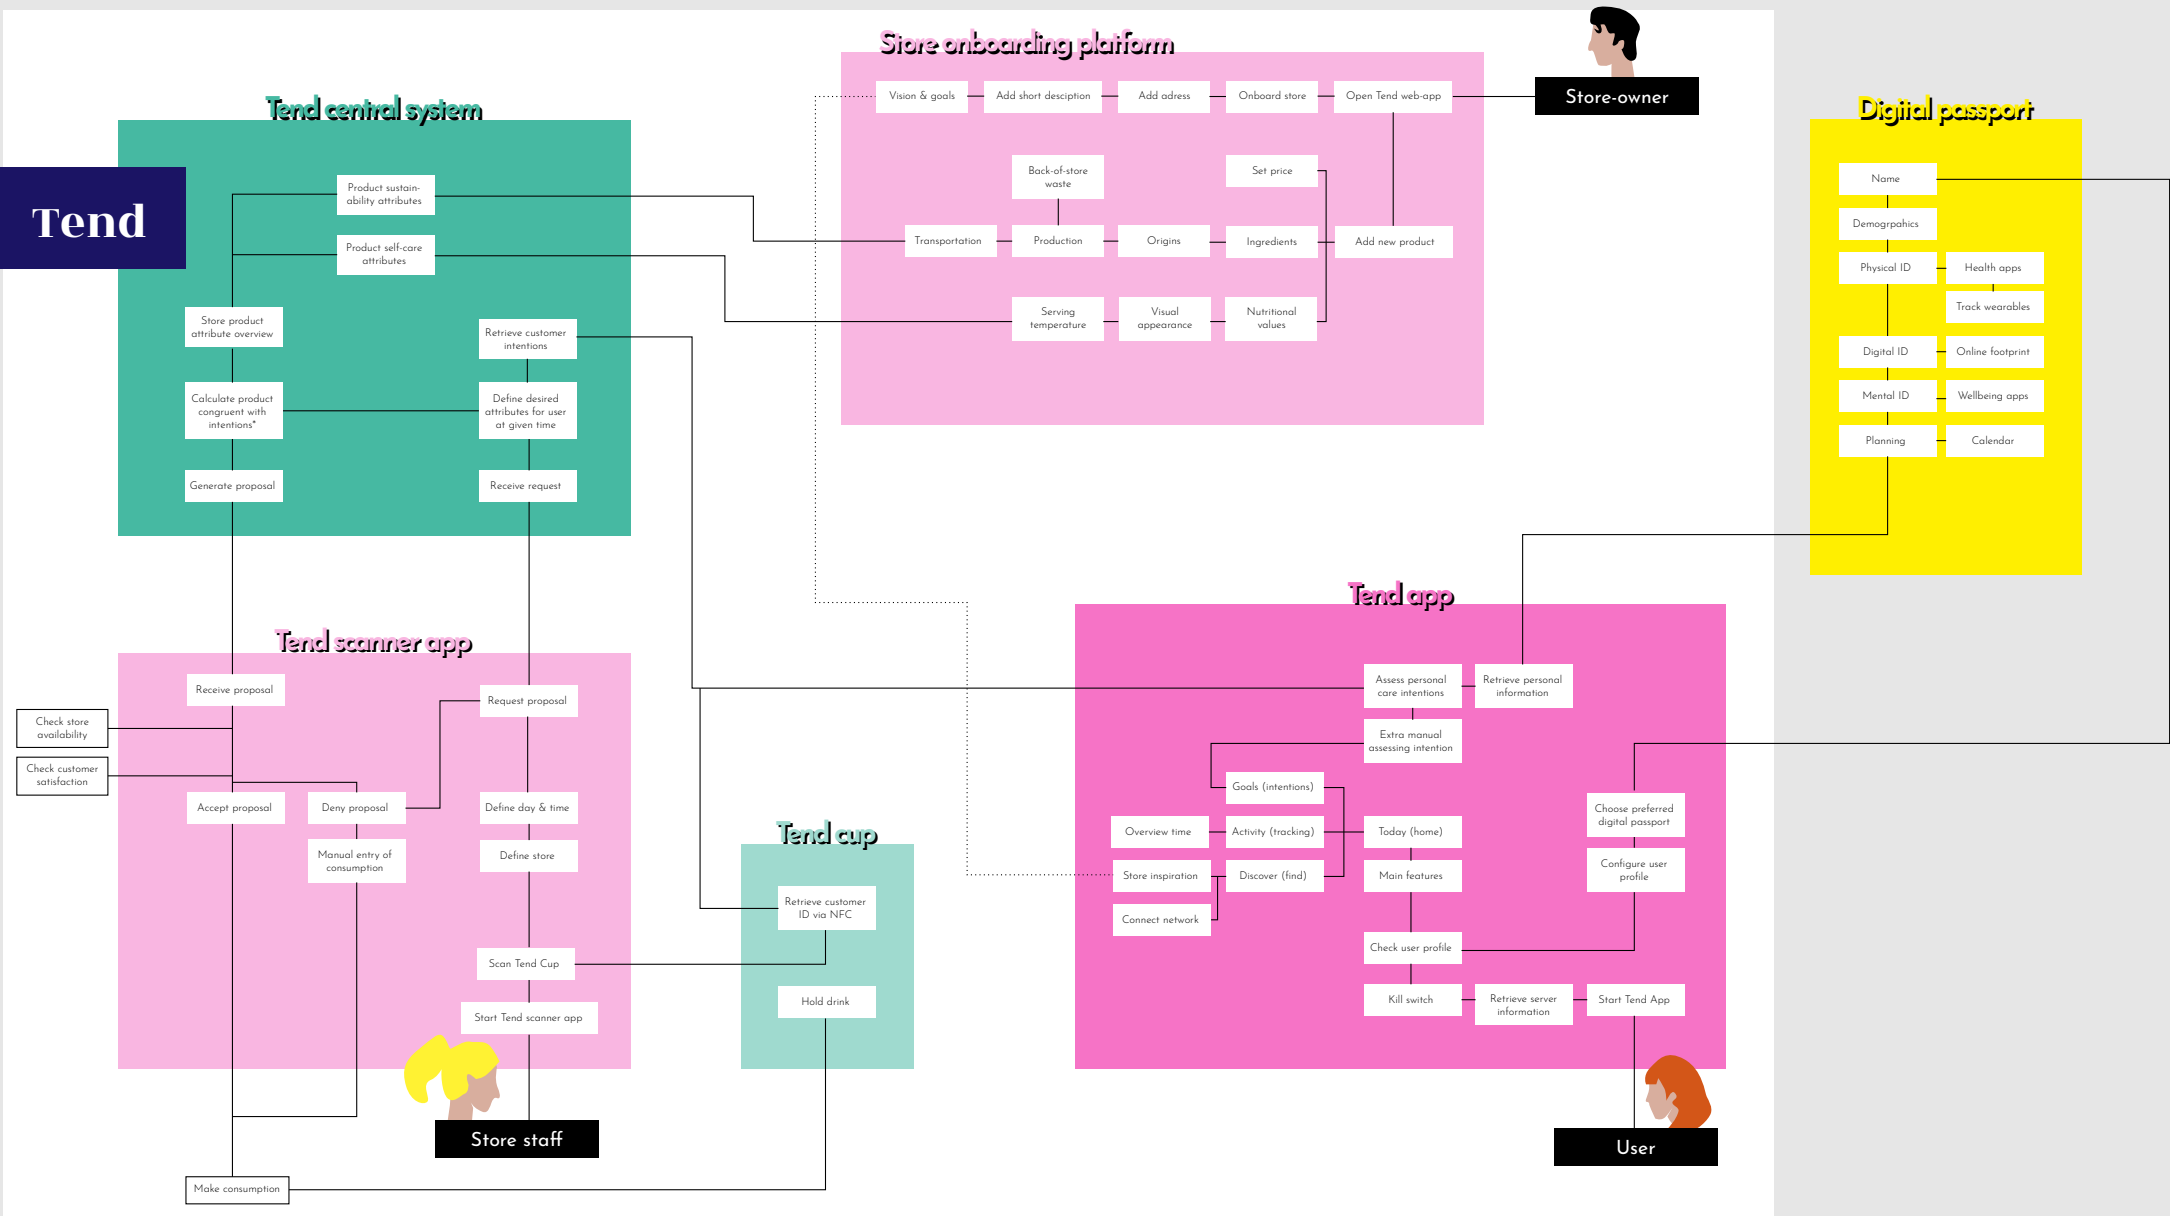 Store onboarding platform
Vision & goals
Add short desciption
Add adress
Onboard store
Open Tend web-app
Store-owner
Back-of-store
waste
Set price
Transportation
Production
Origins
Ingredients
Add new product
Serving
temperature
Visual
appearance
Nutritional
values
Tend central system
Tend
Product sustain-
ability attributes
Product self-care
attributes
Store product
attribute overview
Retrieve customer
intentions
Calculate product
congruent with
intentions*
Define desired
attributes for user
at given time
Generate proposal
Receive request
Digital passport
Name
Demogrpahics
Physical ID
Health apps
Track wearables
Digital ID
Online footprint
Mental ID
Wellbeing apps
Planning
Calendar
Tend scanner app
Receive proposal
Request proposal
Check store
availability
Check customer
satisfaction
Accept proposal
Deny proposal
Define day & time
Manual entry of
consumption
Define store
Scan Tend Cup
Start Tend scanner app
Store staff
Make consumption
Tend cup
Retrieve customer
ID via NFC
Hold drink
Tend app
Assess personal
care intentions
Retrieve personal
information
Extra manual
assessing intention
Goals (intentions)
Overview time
Activity (tracking)
Today (home)
Choose preferred
digital passport
Store inspiration
Discover (find)
Main features
Configure user
profile
Connect network
Check user profile
Kill switch
Retrieve server
information
Start Tend App
User